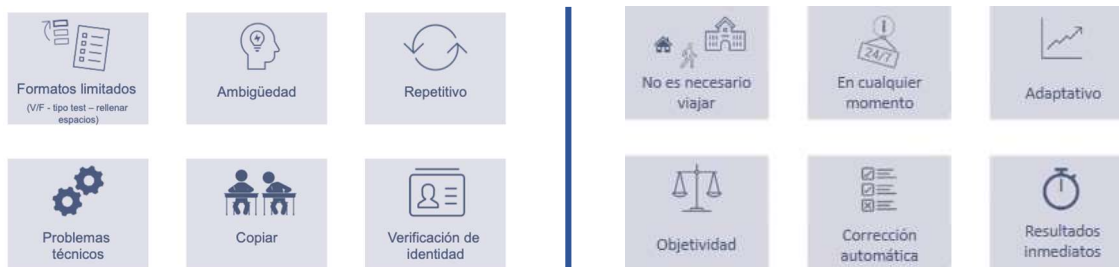 Formatos limitados
(V/F - tipo test – rellenar
espacios)
Ambigüedad
Repetitivo
Problemas
técnicos
Copiar
Verificación de
identidad
No es necesario
viajar
24/7
En cualquier
momento
Adaptativo
Objetividad
Corrección
automática
Resultados
inmediatos